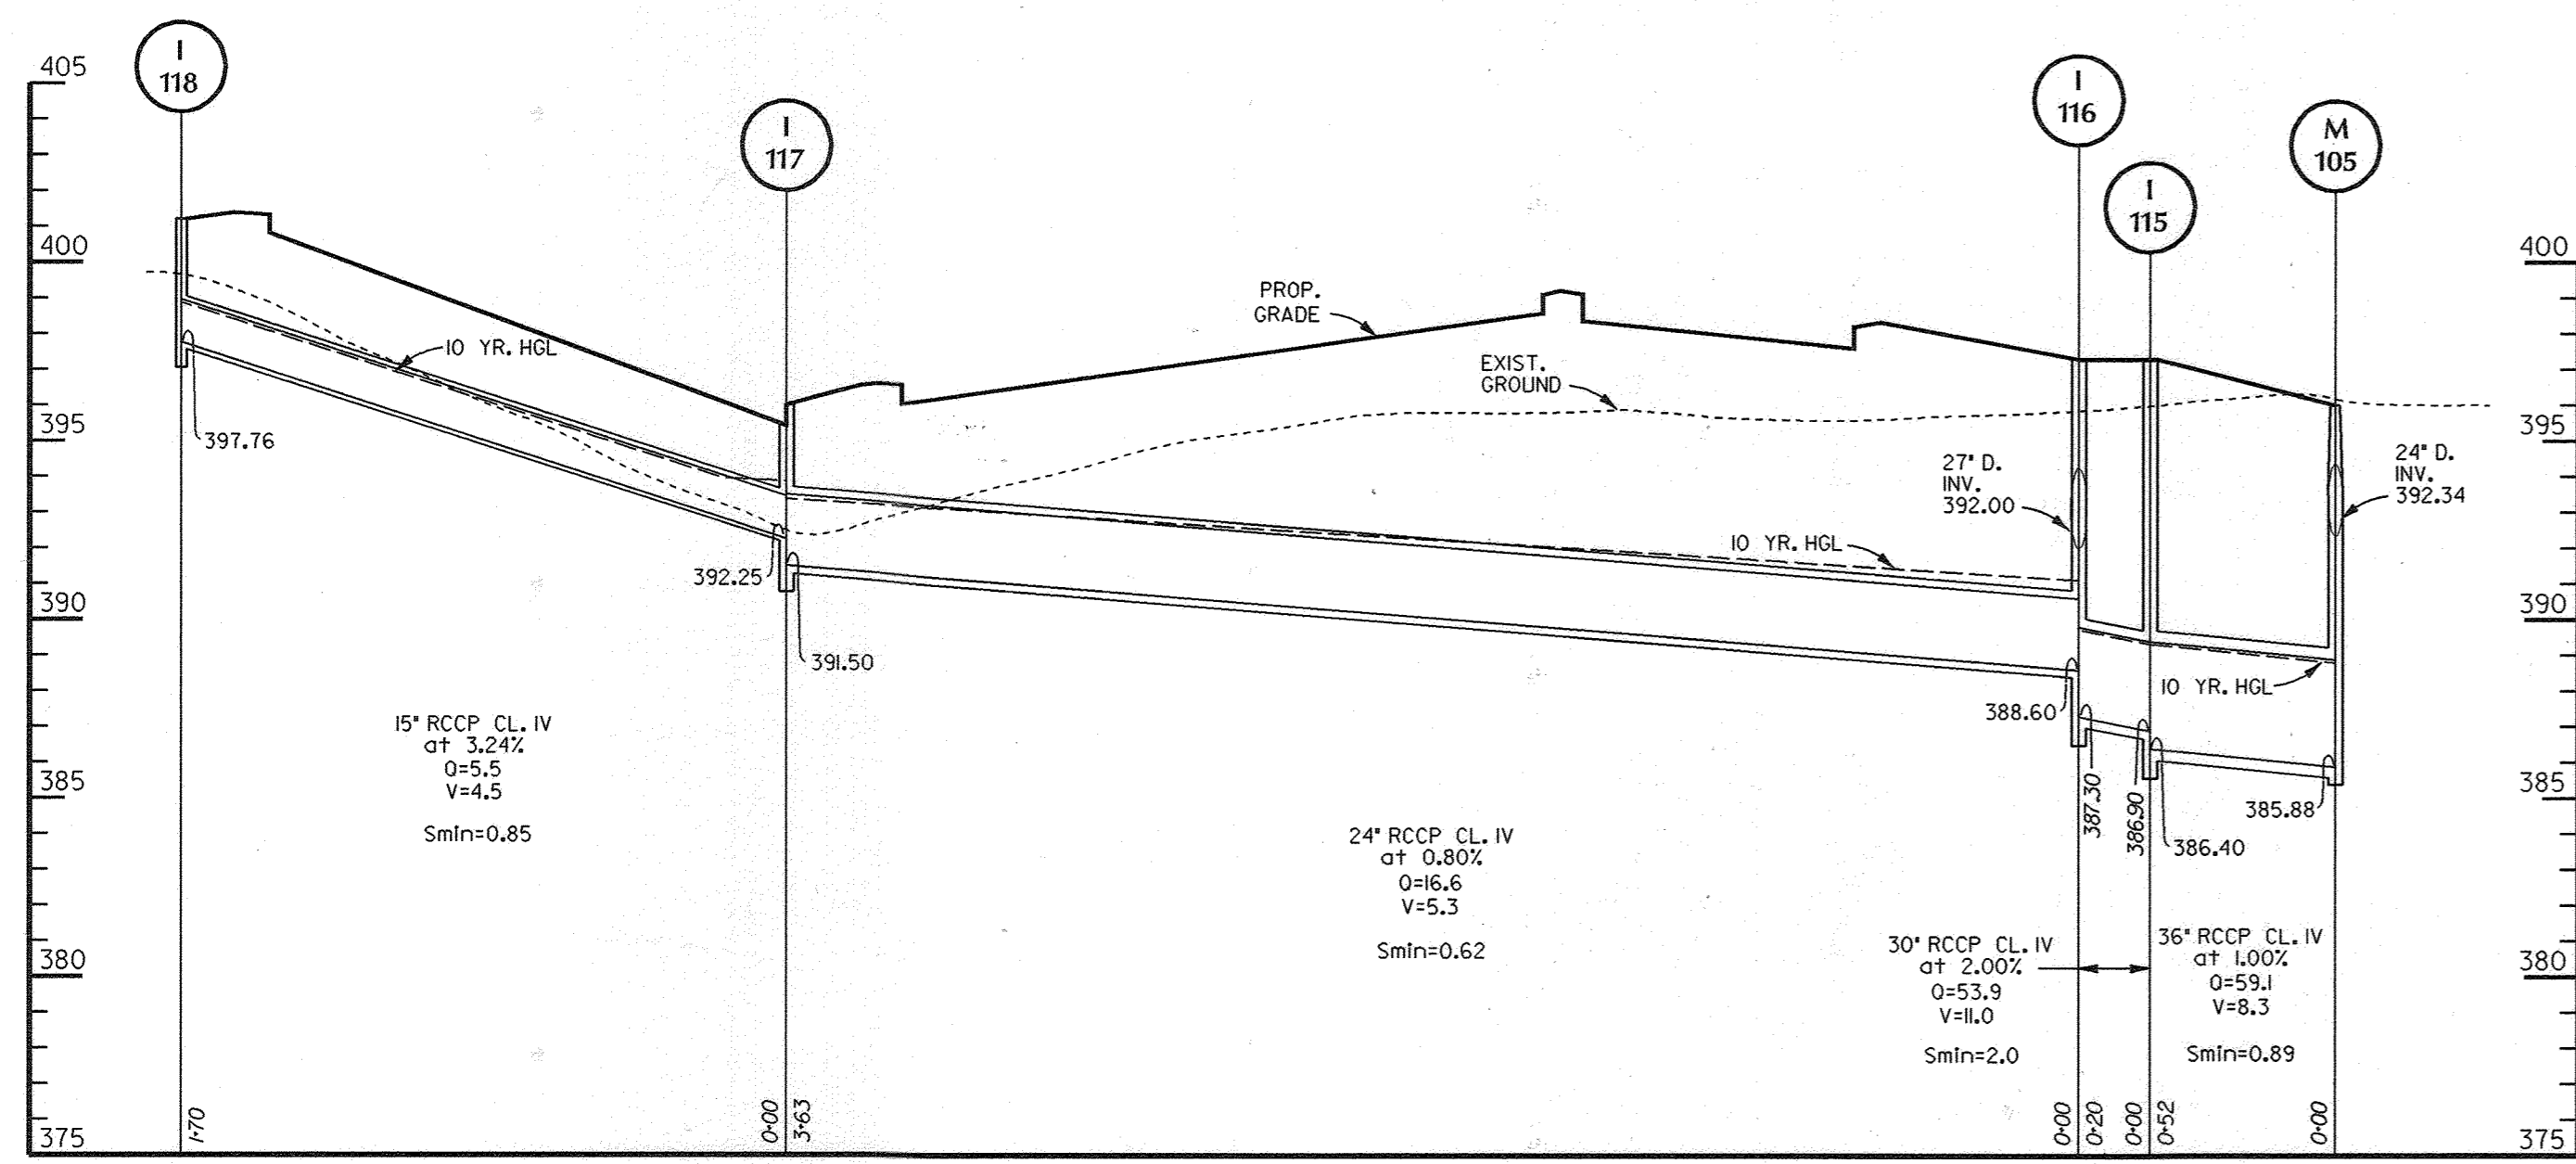 I
118
I
117
I
116
I
115
M
105
405
400
395
390
385
380
375
400
395
390
385
380
375
10 YR. HGL
397.76
392.25
391.50
15" RCCP CL. IV
at 3.24%
Q=5.5
V=4.5
Smin=0.85
PROP.
GRADE
EXIST.
GROUND
10 YR. HGL
24" RCCP CL. IV
at 0.80%
Q=16.6
V=5.3
Smin=0.62
27" D.
INV.
392.00
388.60
387.30
386.90
386.40
385.88
10 YR. HGL
24" D.
INV.
392.34
30" RCCP CL. IV
at 2.00%
Q=53.9
V=11.0
Smin=2.0
36" RCCP CL. IV
at 1.00%
Q=59.1
V=8.3
Smin=0.89
1+70
0+00
3+63
0+00
0+20
0+00
0+52
0+00